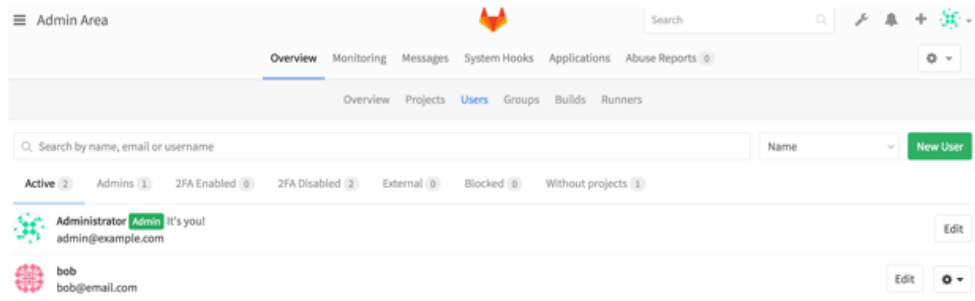 Admin Area Search
Overview Monitoring Messages System Hooks Applications Abuse Reports 0
Overview Projects Users Groups Builds Runners
Search by name, email or username Name New User
Active 2 Admins 1 2FA Enabled 0 2FA Disabled 2 External 0 Blocked 0 Without projects 1
Administrator Admin It's you!
admin@example.com Edit
bob
bob@email.com Edit